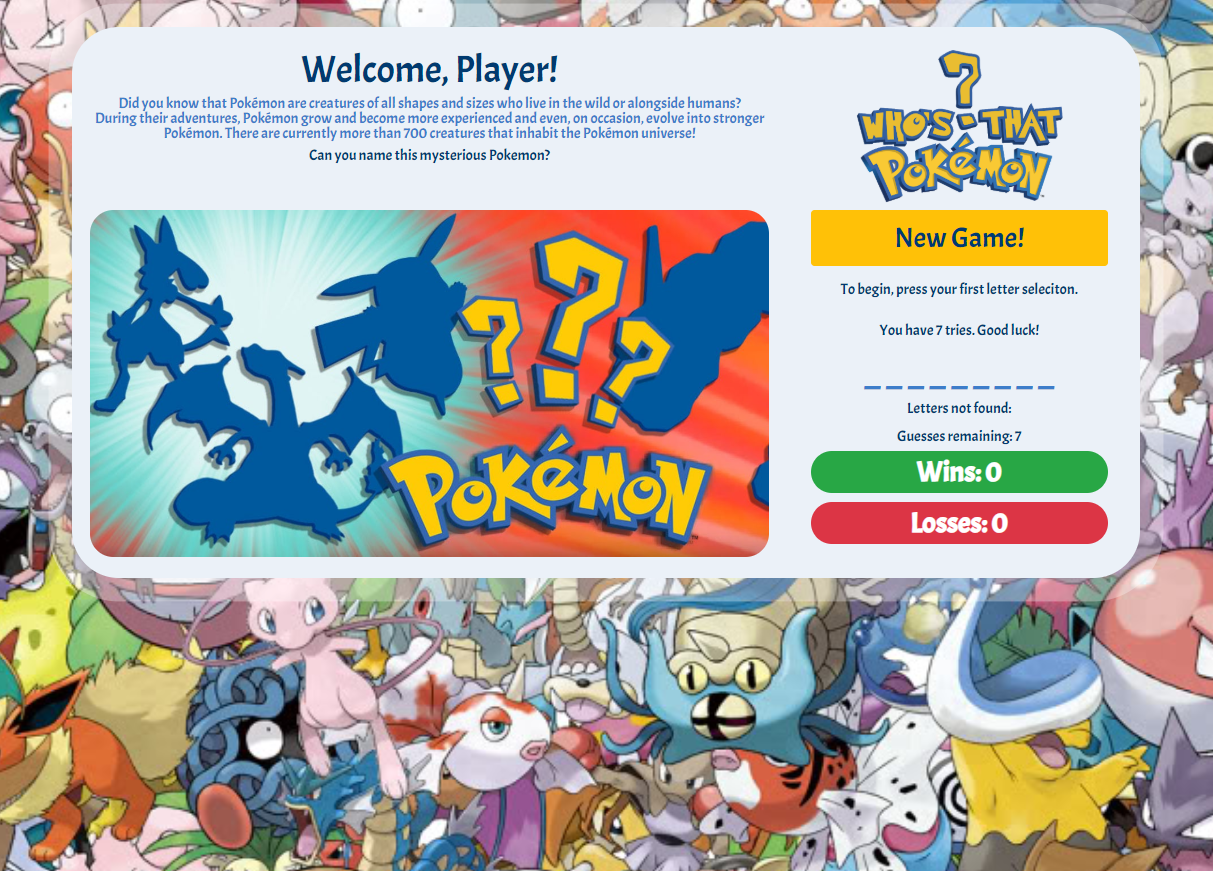 Welcome, Player!
Did you know that Pokémon are creatures of all shapes and sizes who live in the wild or alongside humans?
During their adventures, Pokémon grow and become more experienced and even, on occasion, evolve into stronger
Pokémon. There are currently more than 700 creatures that inhabit the Pokémon universe!
Can you name this mysterious Pokemon?
? ? ?
POKéMON
™
?
WHO'S THAT
POKéMON
™
New Game!
To begin, press your first letter seleciton.
You have 7 tries. Good luck!
_ _ _ _ _ _ _ _ _
Letters not found:
Guesses remaining: 7
Wins: 0
Losses: 0